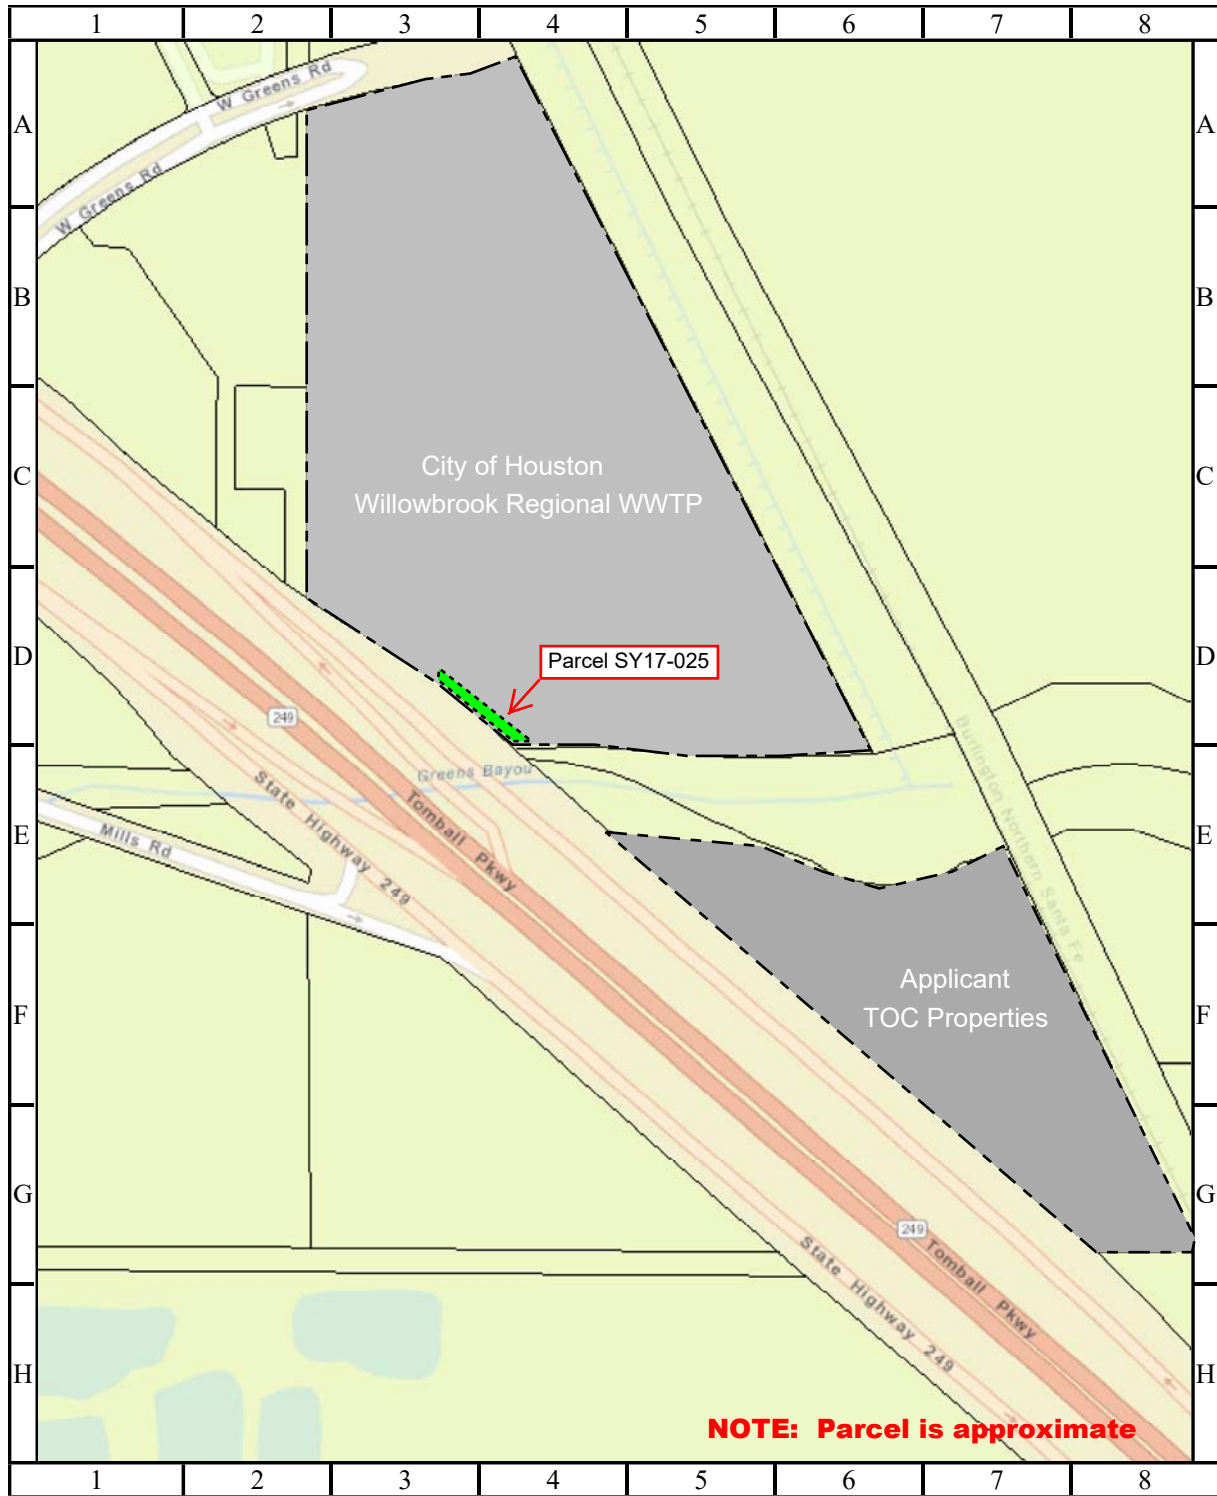 1 2 3 4 5 6 7 8
W Greens Rd
A A
W Greens Rd
B B
City of Houston
C C
Willowbrook Regional WWTP
Parcel SY17-025
D D
249
Burlington Northern Santa Fe
Greens Bayou
State Highway 249
Tomball Pkwy
Mills Rd
E E
Applicant
TOC Properties
F F
G G
249
Tomball Pkwy
State Highway 249
H H
NOTE: Parcel is approximate
1 2 3 4 5 6 7 8